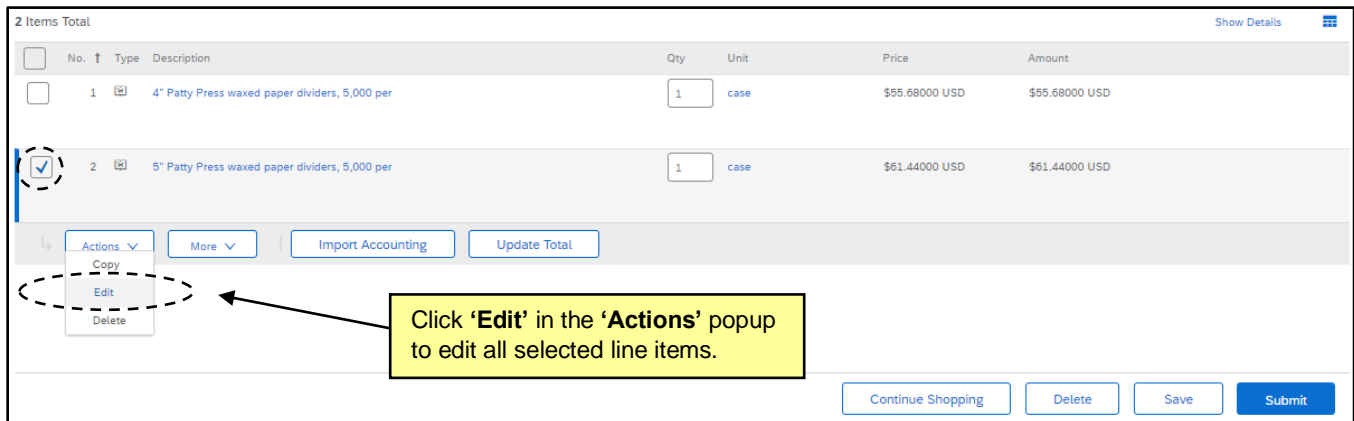 2 Items Total
Show Details
No. ↑ Type Description Qty Unit Price Amount
1 4" Patty Press waxed paper dividers, 5,000 per 1 case $55.68000 USD $55.68000 USD
2 5" Patty Press waxed paper dividers, 5,000 per 1 case $61.44000 USD $61.44000 USD
Actions More Import Accounting Update Total
Copy
Edit
Delete
Click ‘Edit’ in the ‘Actions’ popup
to edit all selected line items.
Continue Shopping Delete Save Submit